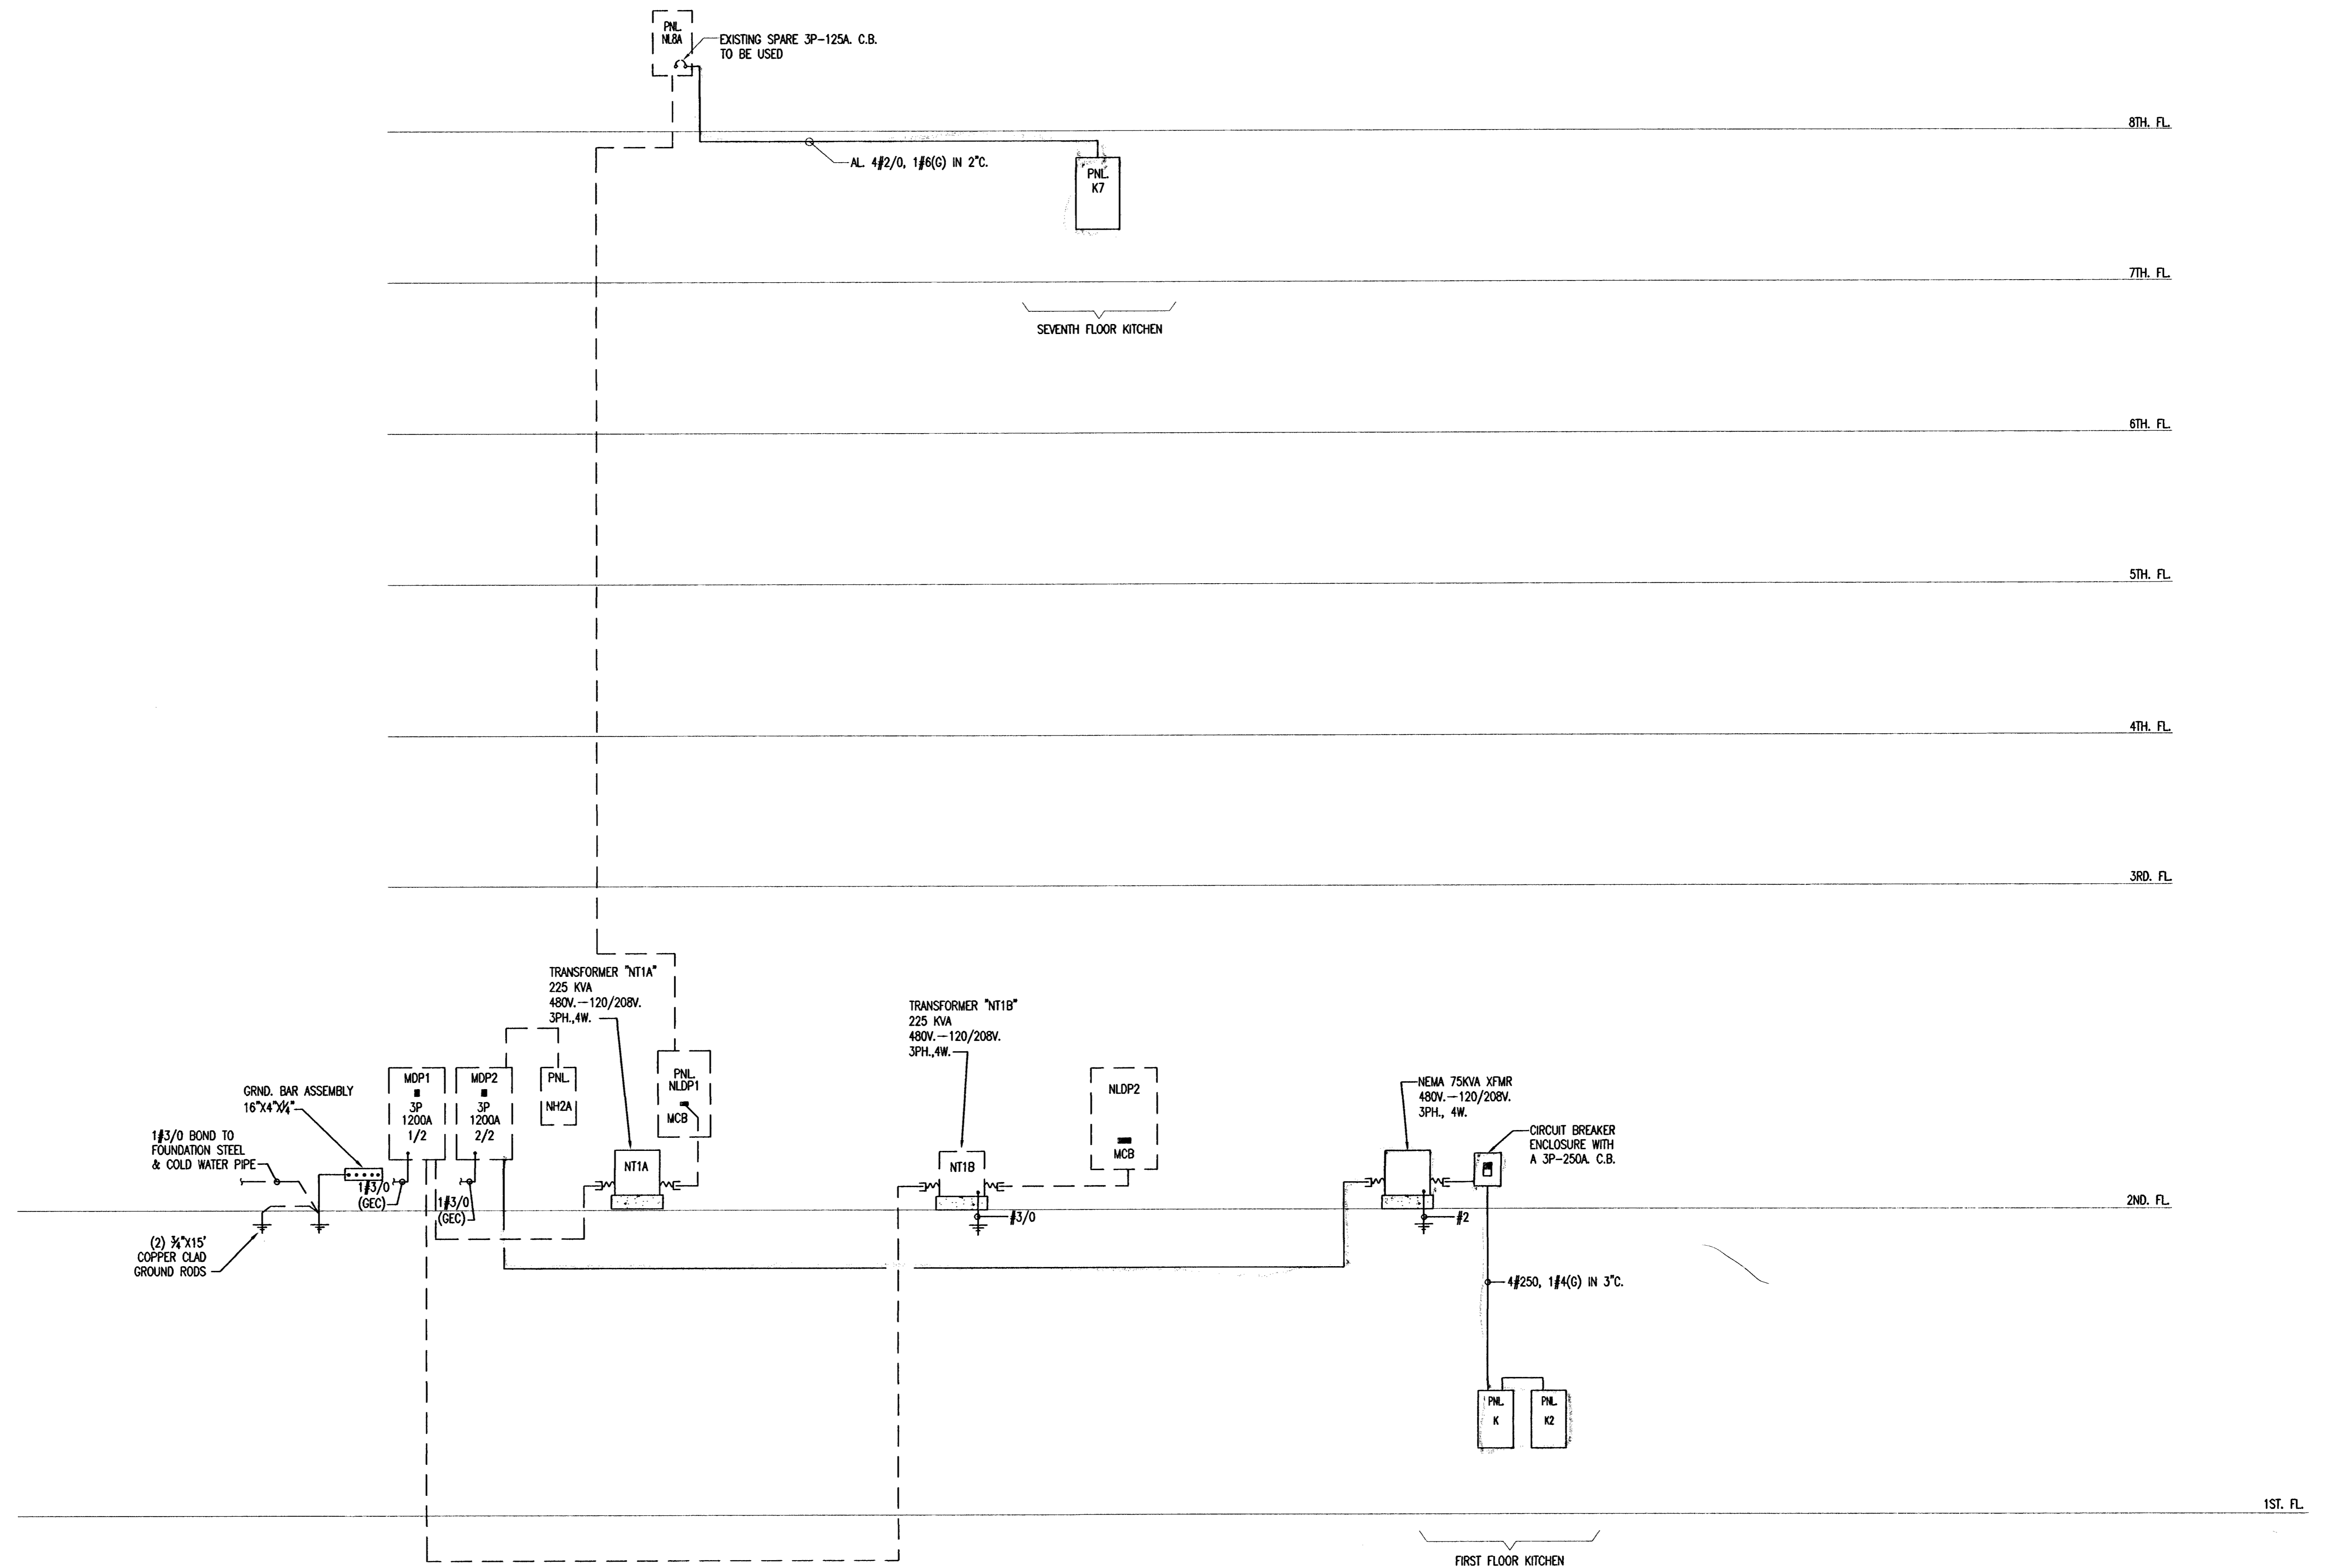 PNL.
NL8A
EXISTING SPARE 3P-125A. C.B.
TO BE USED
8TH. FL.
AL. 4#2/0, 1#6(G) IN 2"C.
PNL.
K7
7TH. FL.
SEVENTH FLOOR KITCHEN
6TH. FL.
5TH. FL.
4TH. FL.
3RD. FL.
TRANSFORMER "NT1A"
225 KVA
480V.-120/208V.
3PH.,4W.
TRANSFORMER "NT1B"
225 KVA
480V.-120/208V.
3PH.,4W.
GRND. BAR ASSEMBLY
16"X4"X¼"
MDP1
3P
1200A
1/2
MDP2
3P
1200A
2/2
PNL.
NH2A
PNL.
NLDP1
MCB
NLDP2
MCB
NEMA 75KVA XFMR
480V.-120/208V.
3PH., 4W.
CIRCUIT BREAKER
ENCLOSURE WITH
A 3P-250A. C.B.
1#3/0 BOND TO
FOUNDATION STEEL
& COLD WATER PIPE
1#3/0
(GEC)
1#3/0
(GEC)
NT1A
NT1B
#3/0
#2
2ND. FL.
(2) ¾"X15'
COPPER CLAD
GROUND RODS
4#250, 1#4(G) IN 3"C.
PNL.
K
PNL.
K2
1ST. FL.
FIRST FLOOR KITCHEN